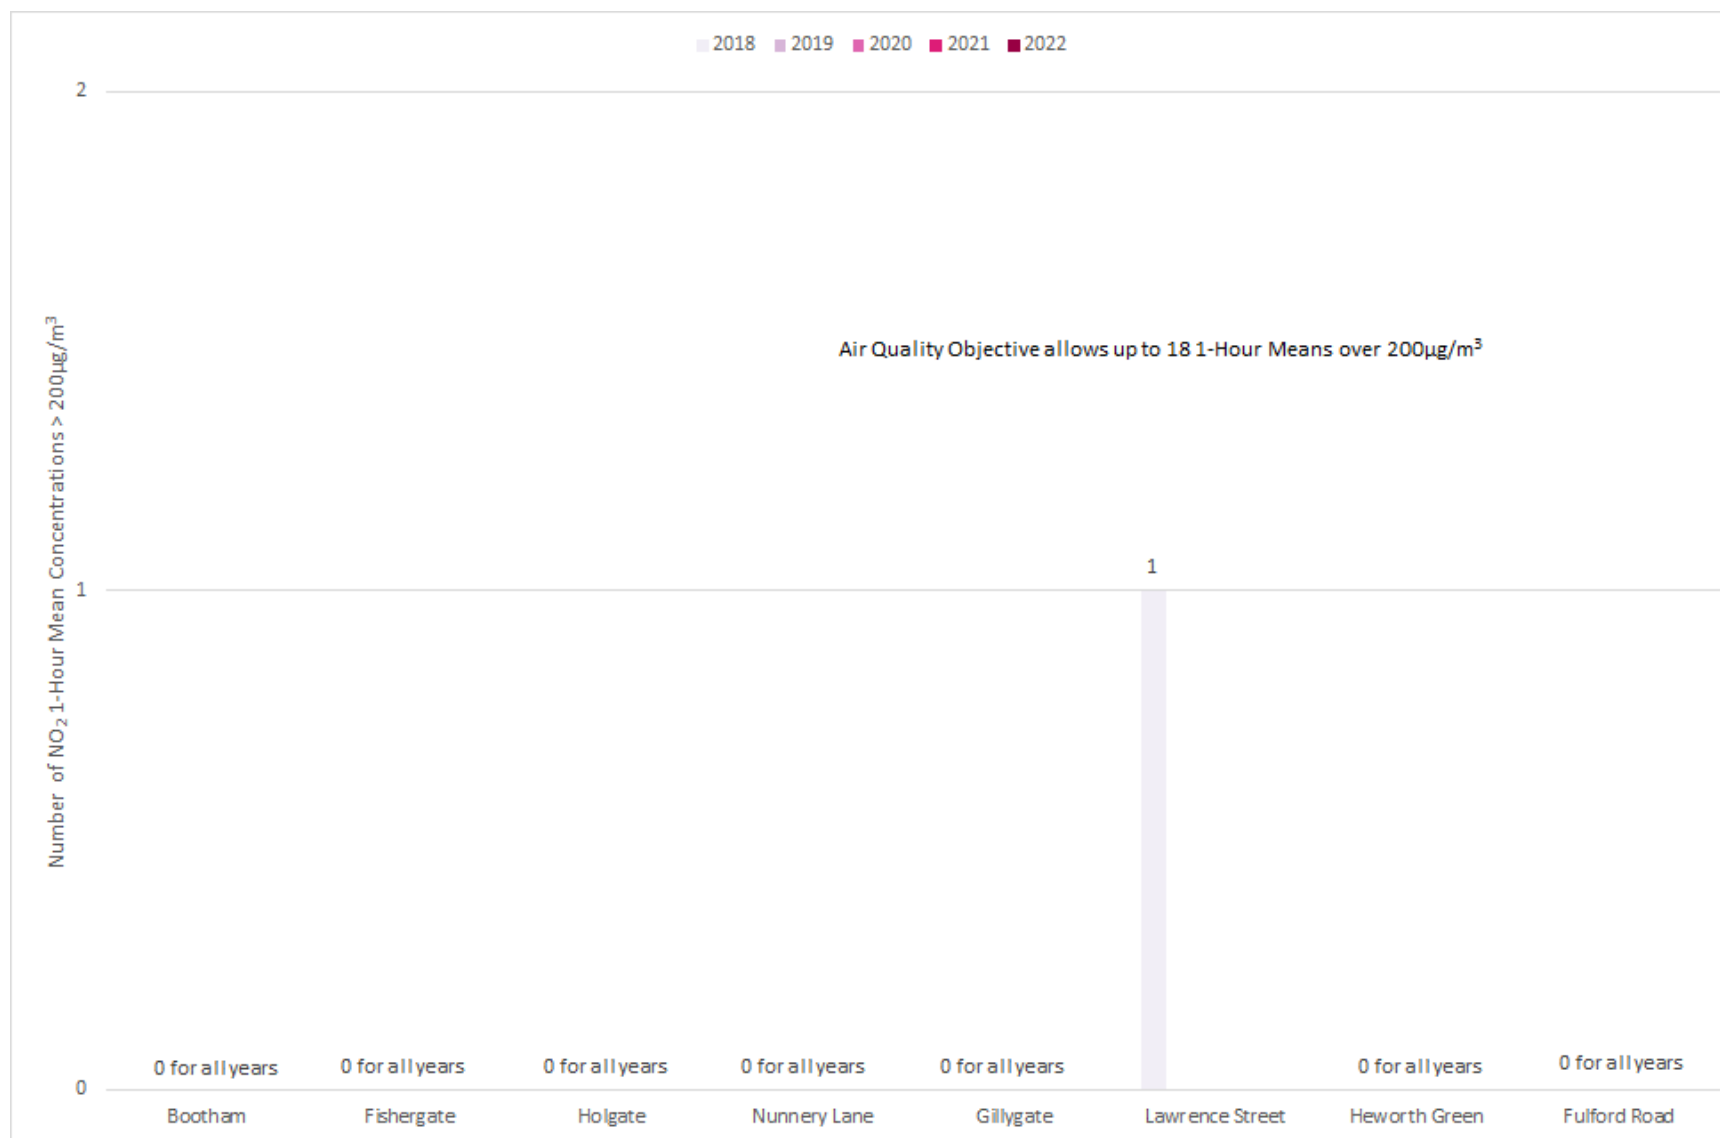 2018 2019 2020 2021 2022
2
Number of NO₂ 1-Hour Mean Concentrations > 200µg/m³
Air Quality Objective allows up to 18 1-Hour Means over 200µg/m³
1
1
0 for all years 0 for all years 0 for all years 0 for all years 0 for all years 0 for all years 0 for all years
0
Bootham Fishergate Holgate Nunnery Lane Gillygate Lawrence Street Heworth Green Fulford Road